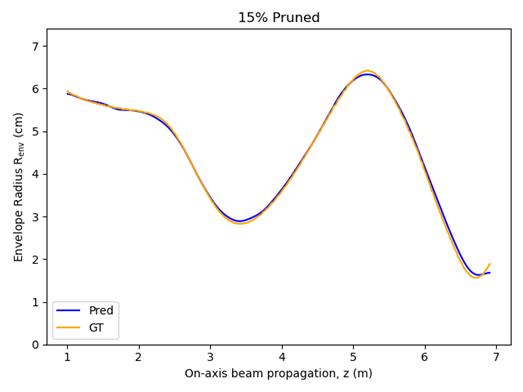 15% Pruned
7
6
5
4
3
2
1
0
Envelope Radius R_env (cm)
Pred
GT
1 2 3 4 5 6 7
On-axis beam propagation, z (m)